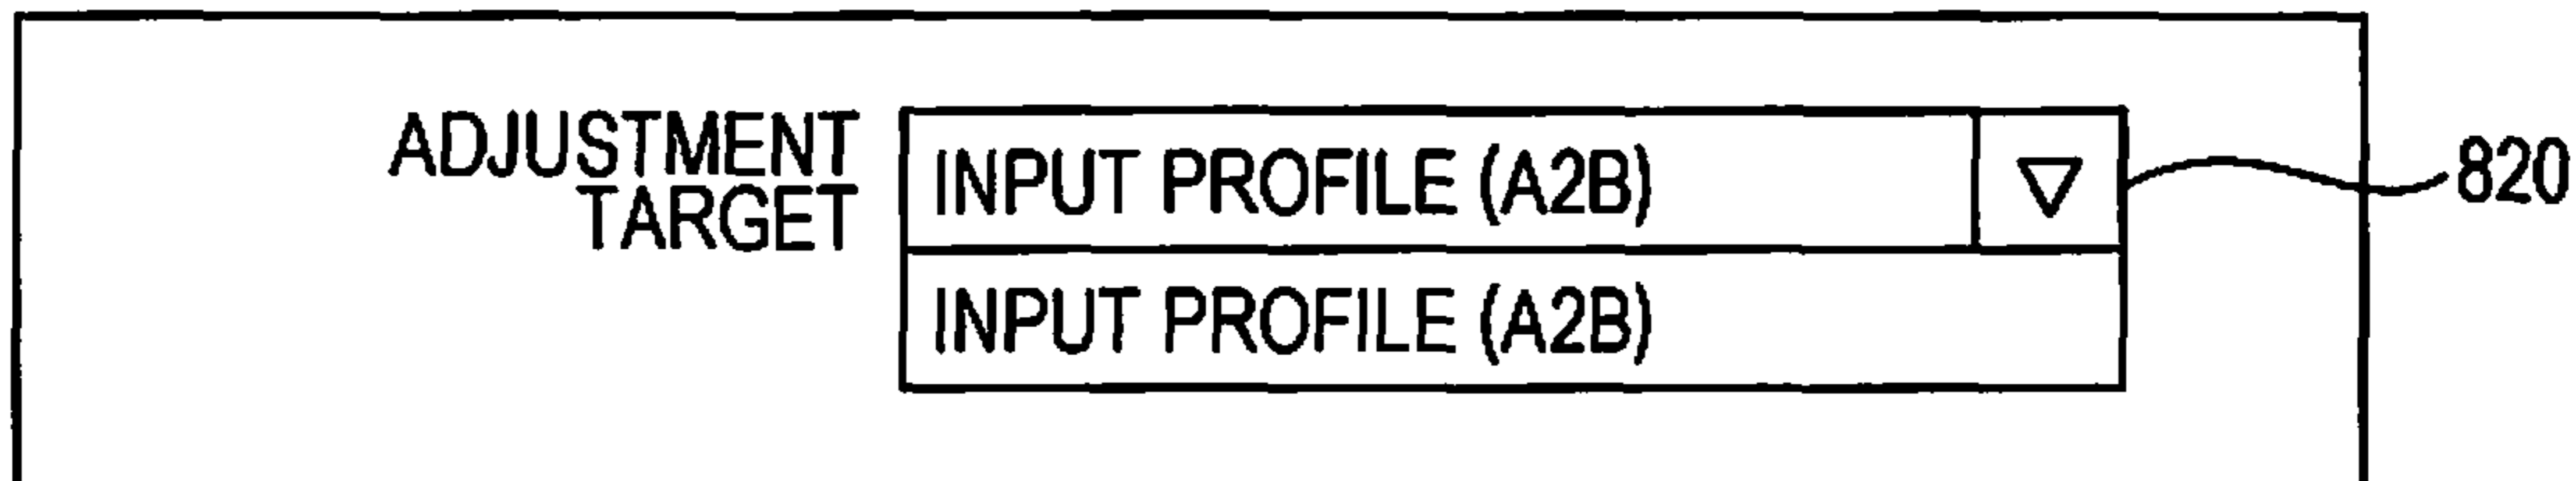 ADJUSTMENT
TARGET
INPUT PROFILE (A2B)
820
INPUT PROFILE (A2B)